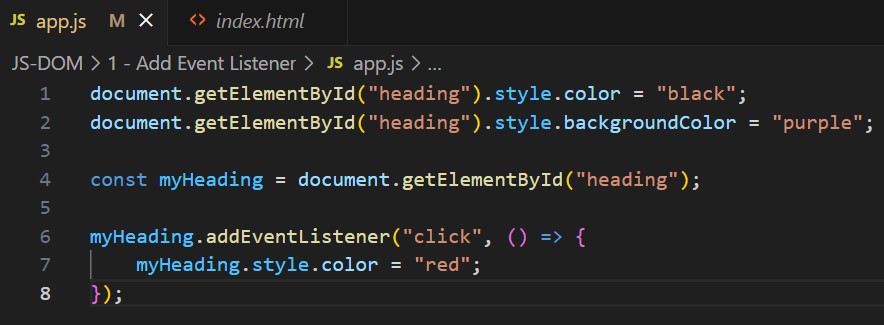 JS app.js M X <> index.html
JS-DOM > 1 - Add Event Listener > JS app.js > ...
1 document.getElementById("heading").style.color = "black";
2 document.getElementById("heading").style.backgroundColor = "purple";
3
4 const myHeading = document.getElementById("heading");
5
6 myHeading.addEventListener("click", () => {
7     myHeading.style.color = "red";
8 });